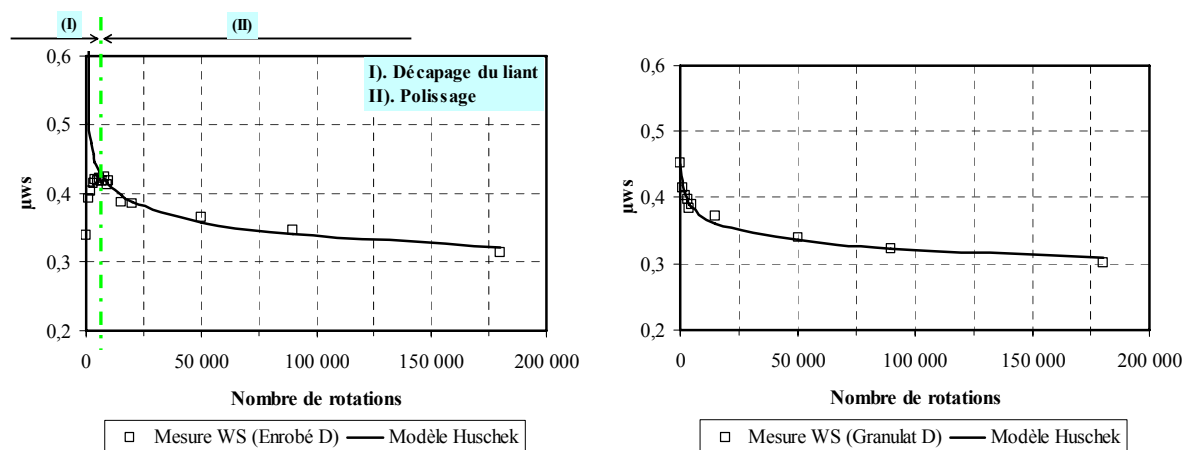 (I)
(II)
I). Décapage du liant
II). Polissage
0,6
0,5
0,4
0,3
0,2
µws
0
50 000
100 000
150 000
200 000
Nombre de rotations
Mesure WS (Enrobé D)
Modèle Huschek
0,6
0,5
0,4
0,3
0,2
µws
0
50 000
100 000
150 000
200 000
Nombre de rotations
Mesure WS (Granulat D)
Modèle Huschek